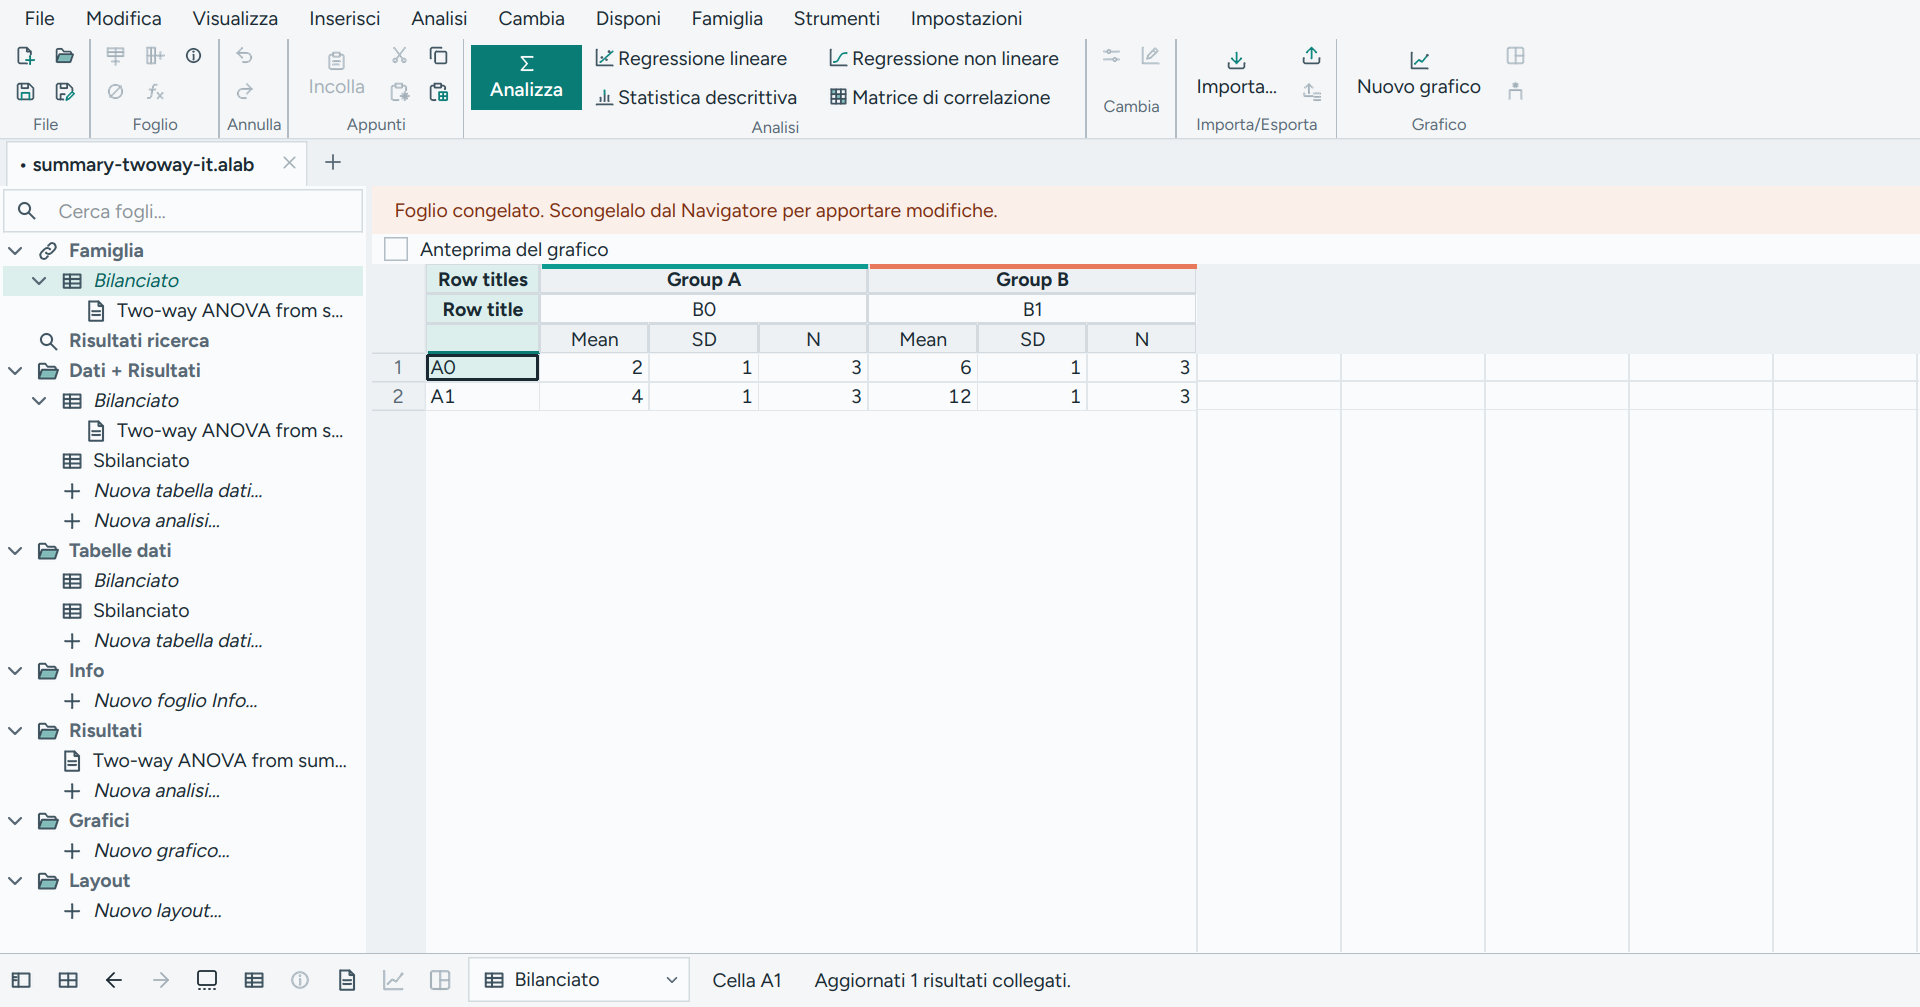 File Modifica Visualizza Inserisci Analisi Cambia Disponi Famiglia Strumenti Impostazioni
Incolla
Analizza
Regressione lineare
Regressione non lineare
Statistica descrittiva
Matrice di correlazione
Importa...
Nuovo grafico
File
Foglio
Annulla
Appunti
Analisi
Cambia
Importa/Esporta
Grafico
• summary-twoway-it.alab
Cerca fogli...
Famiglia
Bilanciato
Two-way ANOVA from s...
Risultati ricerca
Dati + Risultati
Bilanciato
Two-way ANOVA from s...
Sbilanciato
Nuova tabella dati...
Nuova analisi...
Tabelle dati
Bilanciato
Sbilanciato
Nuova tabella dati...
Info
Nuovo foglio Info...
Risultati
Two-way ANOVA from sum...
Nuova analisi...
Grafici
Nuovo grafico...
Layout
Nuovo layout...
Foglio congelato. Scongelalo dal Navigatore per apportare modifiche.
Anteprima del grafico
Row titles Group A Group B
Row title B0 B1
Mean SD N Mean SD N
1 A0 2 1 3 6 1 3
2 A1 4 1 3 12 1 3
Bilanciato
Cella A1
Aggiornati 1 risultati collegati.